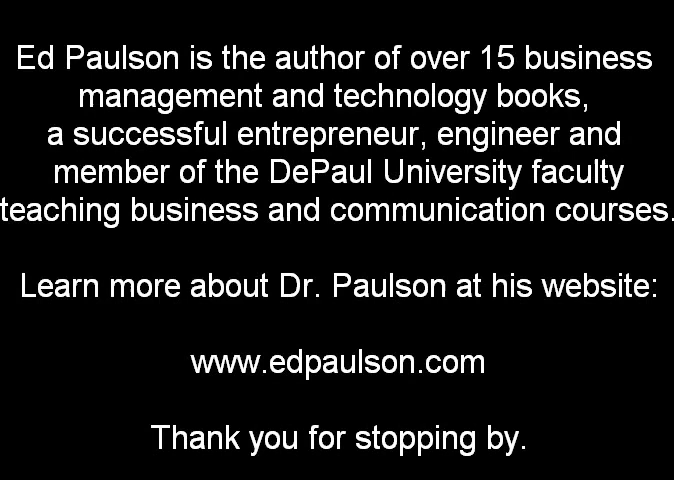 Ed Paulson is the author of over 15 business
management and technology books,
a successful entrepreneur, engineer and
member of the DePaul University faculty
teaching business and communication courses.
Learn more about Dr. Paulson at his website:
www.edpaulson.com
Thank you for stopping by.